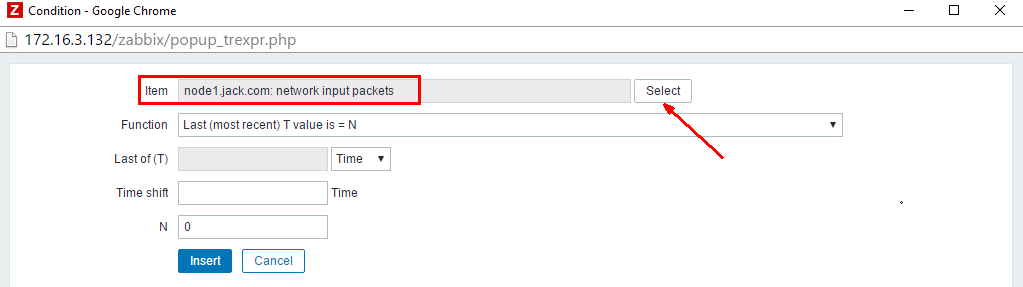 Z Condition - Google Chrome
172.16.3.132/zabbix/popup_trexpr.php
Item node1.jack.com: network input packets Select
Function Last (most recent) T value is = N
Last of (T) Time
Time shift Time
N 0
Insert Cancel